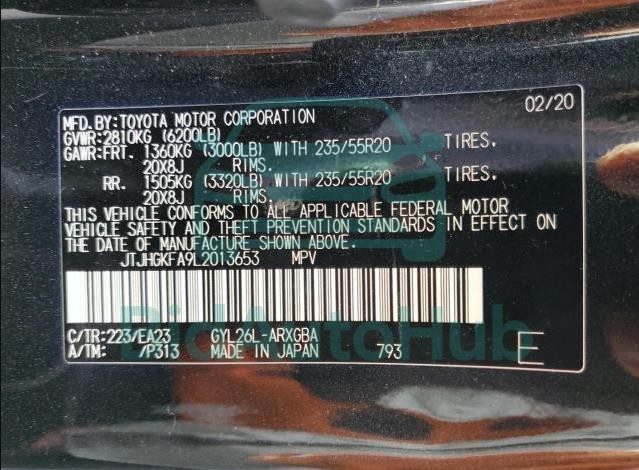 02/20
MFD.BY:TOYOTA MOTOR CORPORATION
GVWR:2810KG (6200LB)
GAWR:FRT. 1360KG (3000LB) WITH 235/55R20 TIRES.
20X8J RIMS.
RR. 1505KG (3320LB) WITH 235/55R20 TIRES.
20X8J RIMS.
THIS VEHICLE CONFORMS TO ALL APPLICABLE FEDERAL MOTOR
VEHICLE SAFETY AND THEFT PREVENTION STANDARDS IN EFFECT ON
THE DATE OF MANUFACTURE SHOWN ABOVE.
JTJHGKFA9L2013653 MPV
C/TR:223/EA23 GYL26L-ARXGBA
A/TM: /P313 MADE IN JAPAN 793 E
BidAutoHub